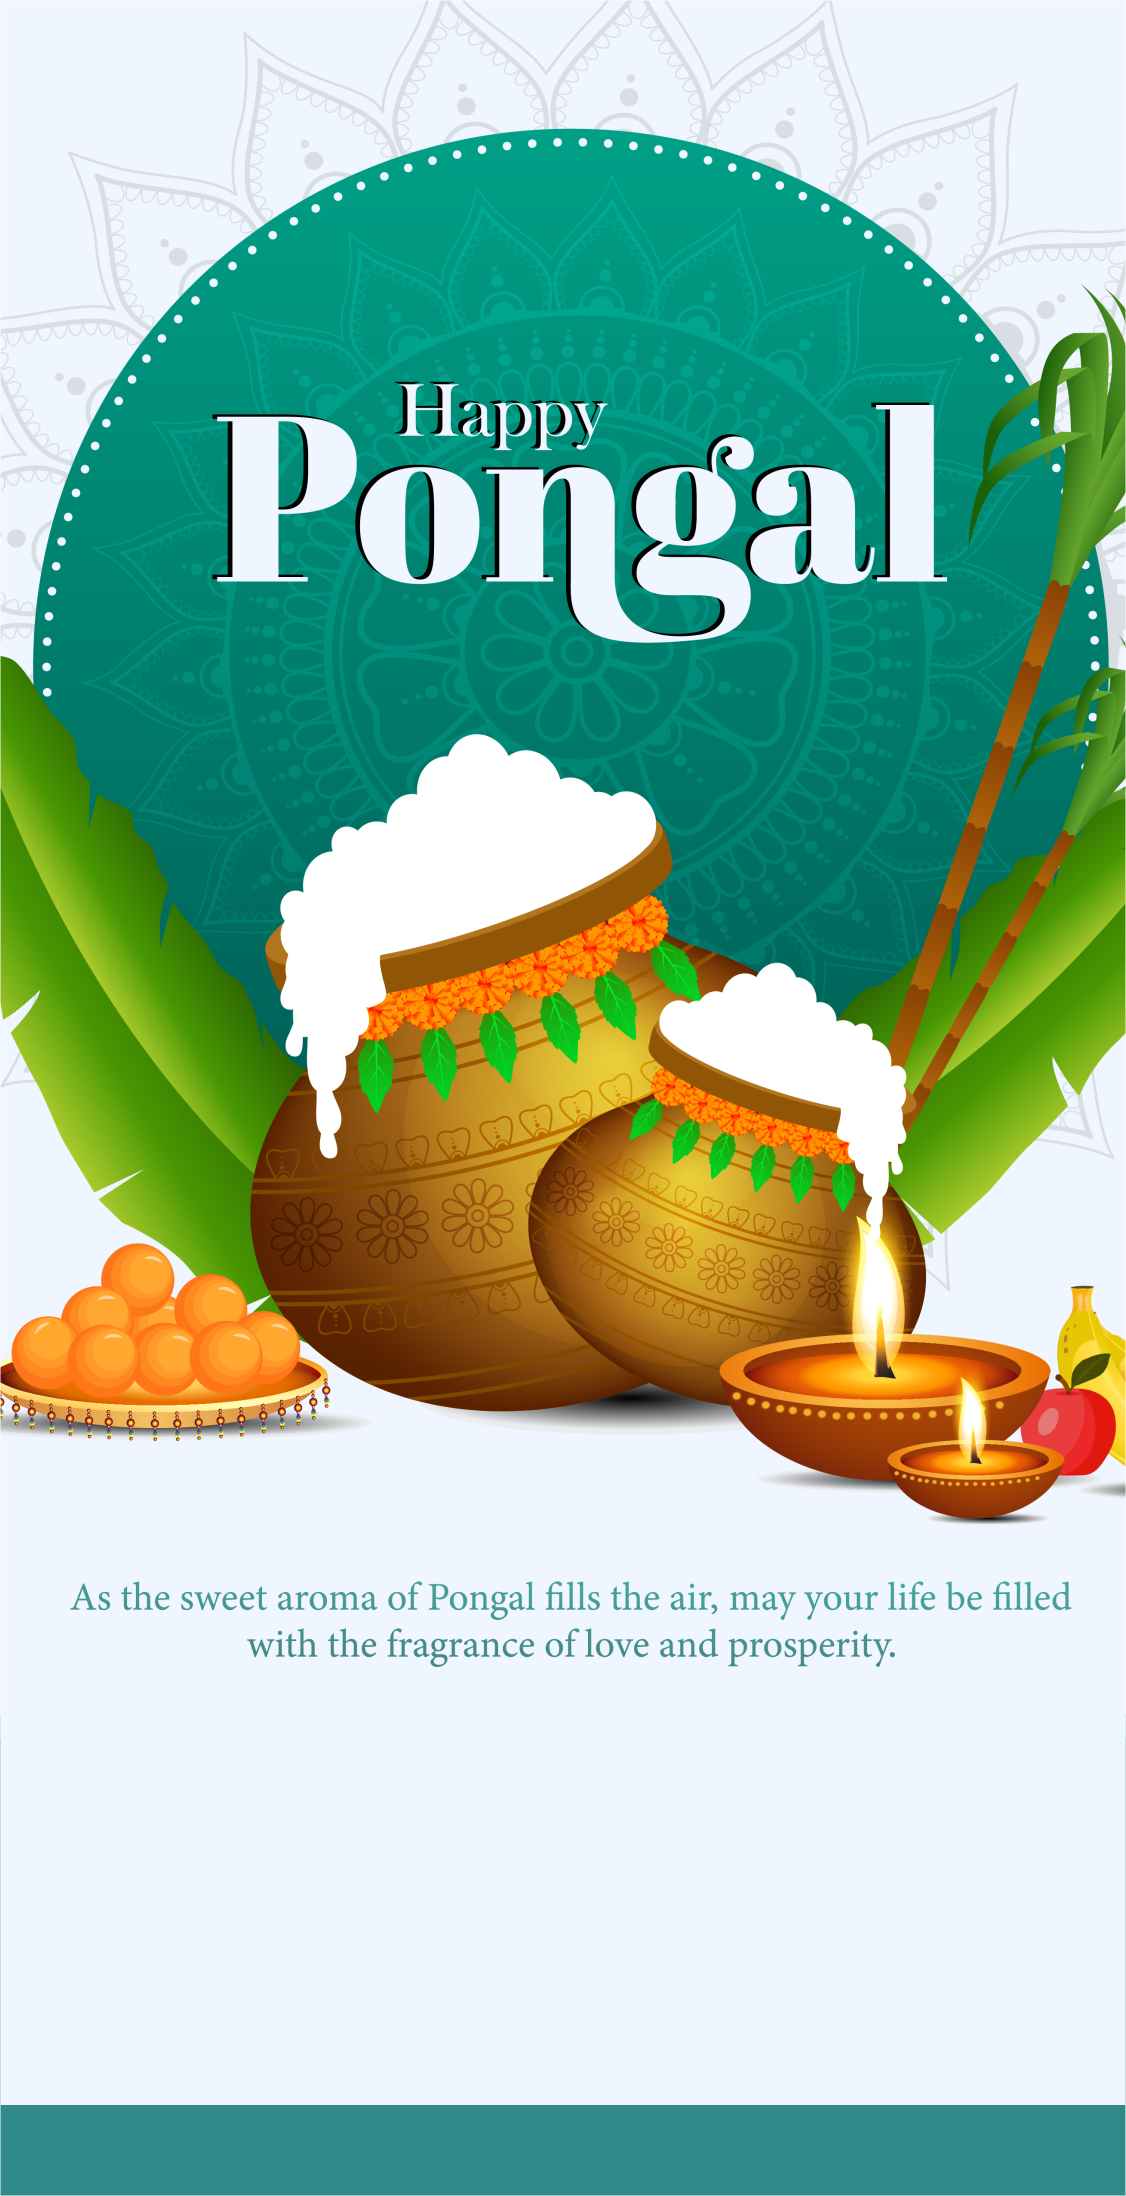 Happy
Pongal
As the sweet aroma of Pongal fills the air, may your life be filled
with the fragrance of love and prosperity.